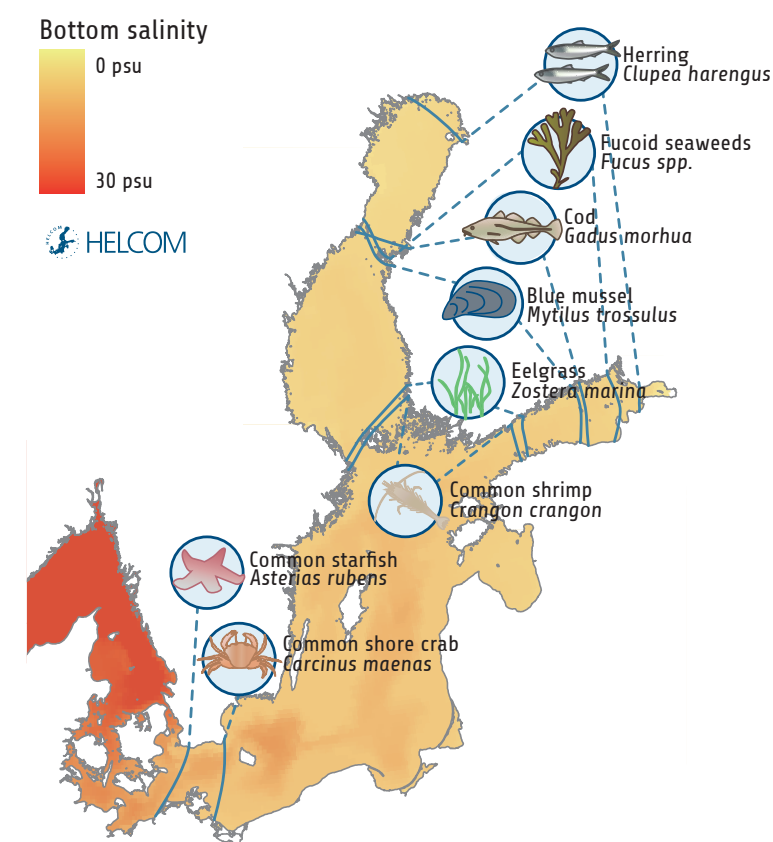 Bottom salinity
0 psu
30 psu
HELCOM
Herring
Clupea harengus
Fucoid seaweeds
Fucus spp.
Cod
Gadus morhua
Blue mussel
Mytilus trossulus
Eelgrass
Zostera marina
Common shrimp
Crangon crangon
Common starfish
Asterias rubens
Common shore crab
Carcinus maenas